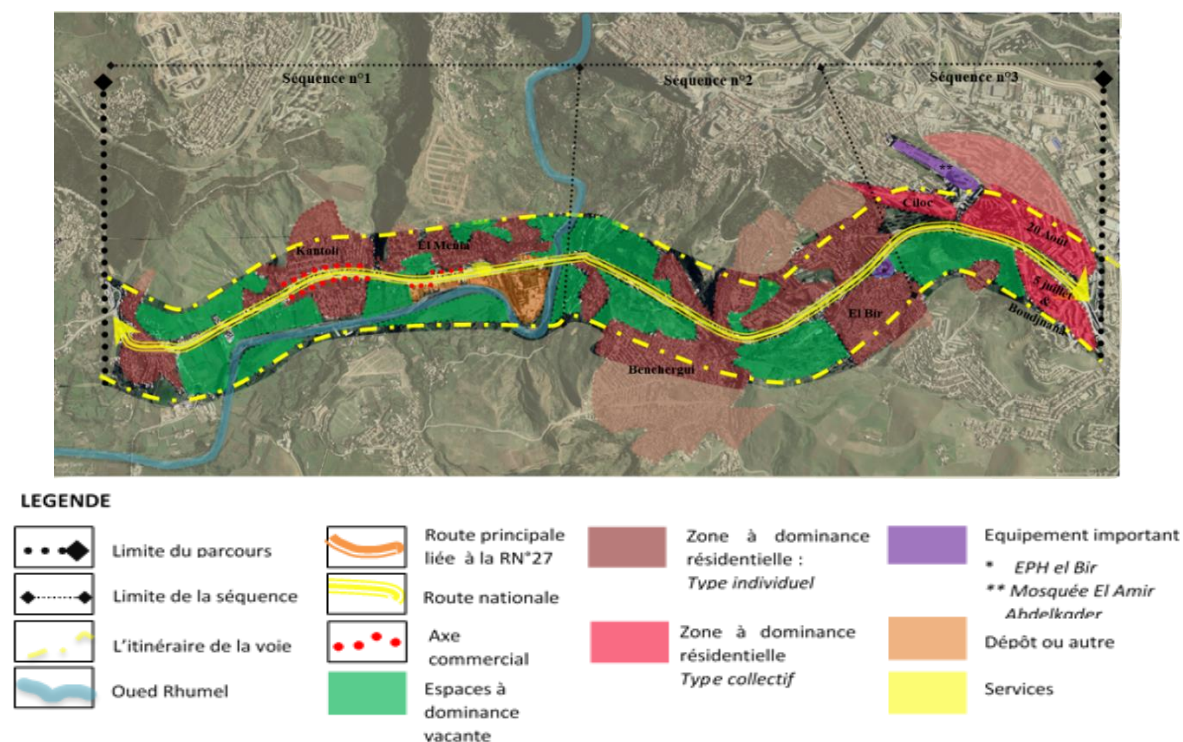 Séquence n°1
Séquence n°2
Séquence n°3
Ciloc
20 Août
Kantoli
El Menia
5 juillet
&
Boudjnana
El Bir
Benchergui
LEGENDE
Limite du parcours
Limite de la séquence
L'itinéraire de la voie
Oued Rhumel
Route principale
liée à la RN°27
Route nationale
Axe
commercial
Espaces à
dominance
vacante
Zone à dominance
résidentielle :
Type individuel
Zone à dominance
résidentielle
Type collectif
Equipement important
* EPH el Bir
** Mosquée El Amir
Abdelkader
Dépôt ou autre
Services
**